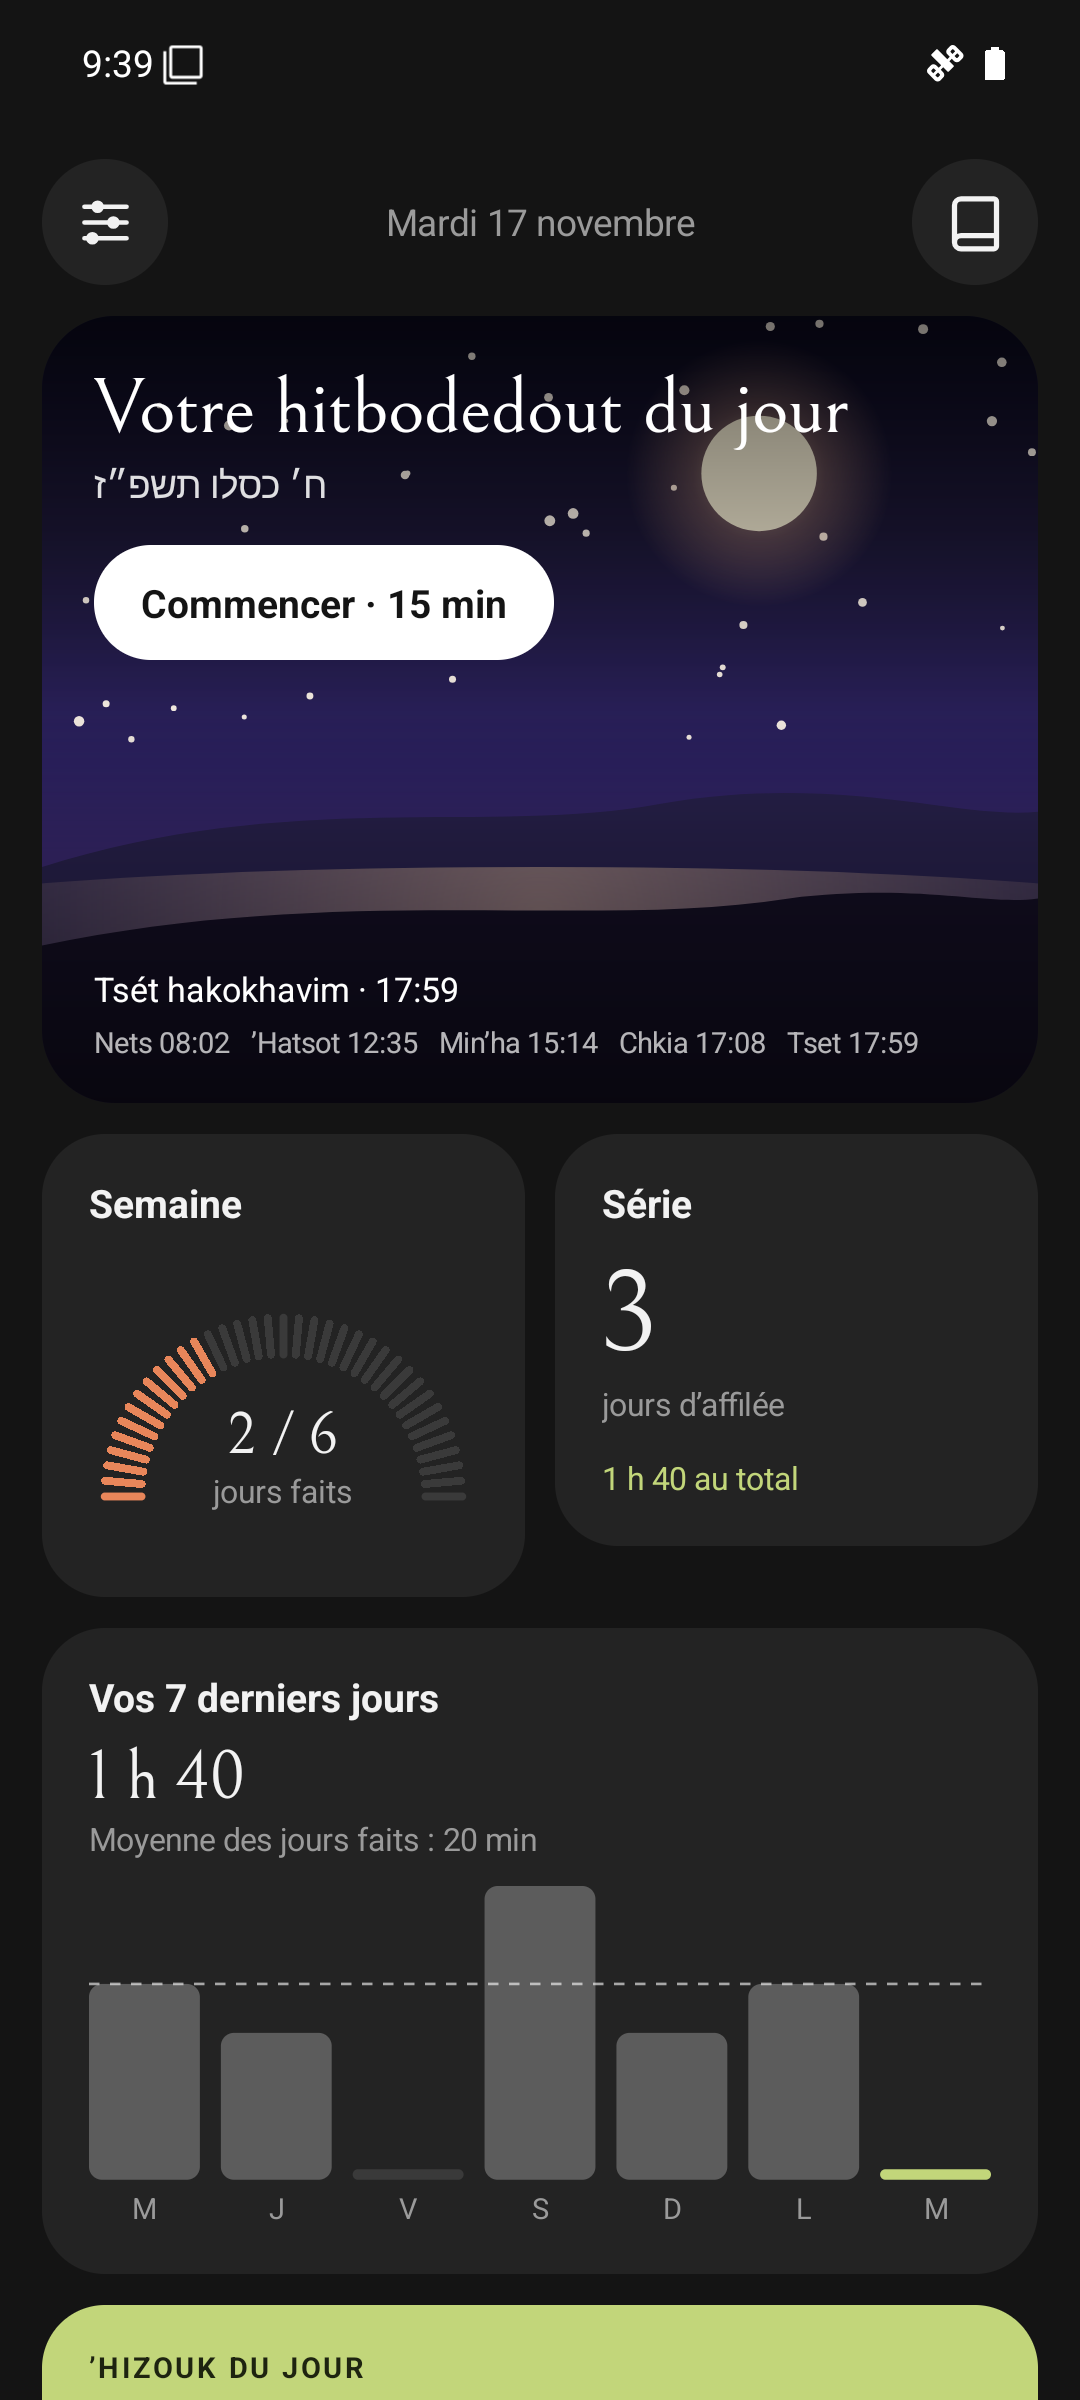 9:39
Mardi 17 novembre
Votre hitbodedout du jour
ח׳ כסלו תשפ״ז
Commencer · 15 min
Tsét hakokhavim · 17:59
Nets 08:02 ’Hatsot 12:35 Min’ha 15:14 Chkia 17:08 Tset 17:59
Semaine
2 / 6
jours faits
Série
3
jours d’affilée
1 h 40 au total
Vos 7 derniers jours
1 h 40
Moyenne des jours faits : 20 min
M J V S D L M
’HIZOUK DU JOUR